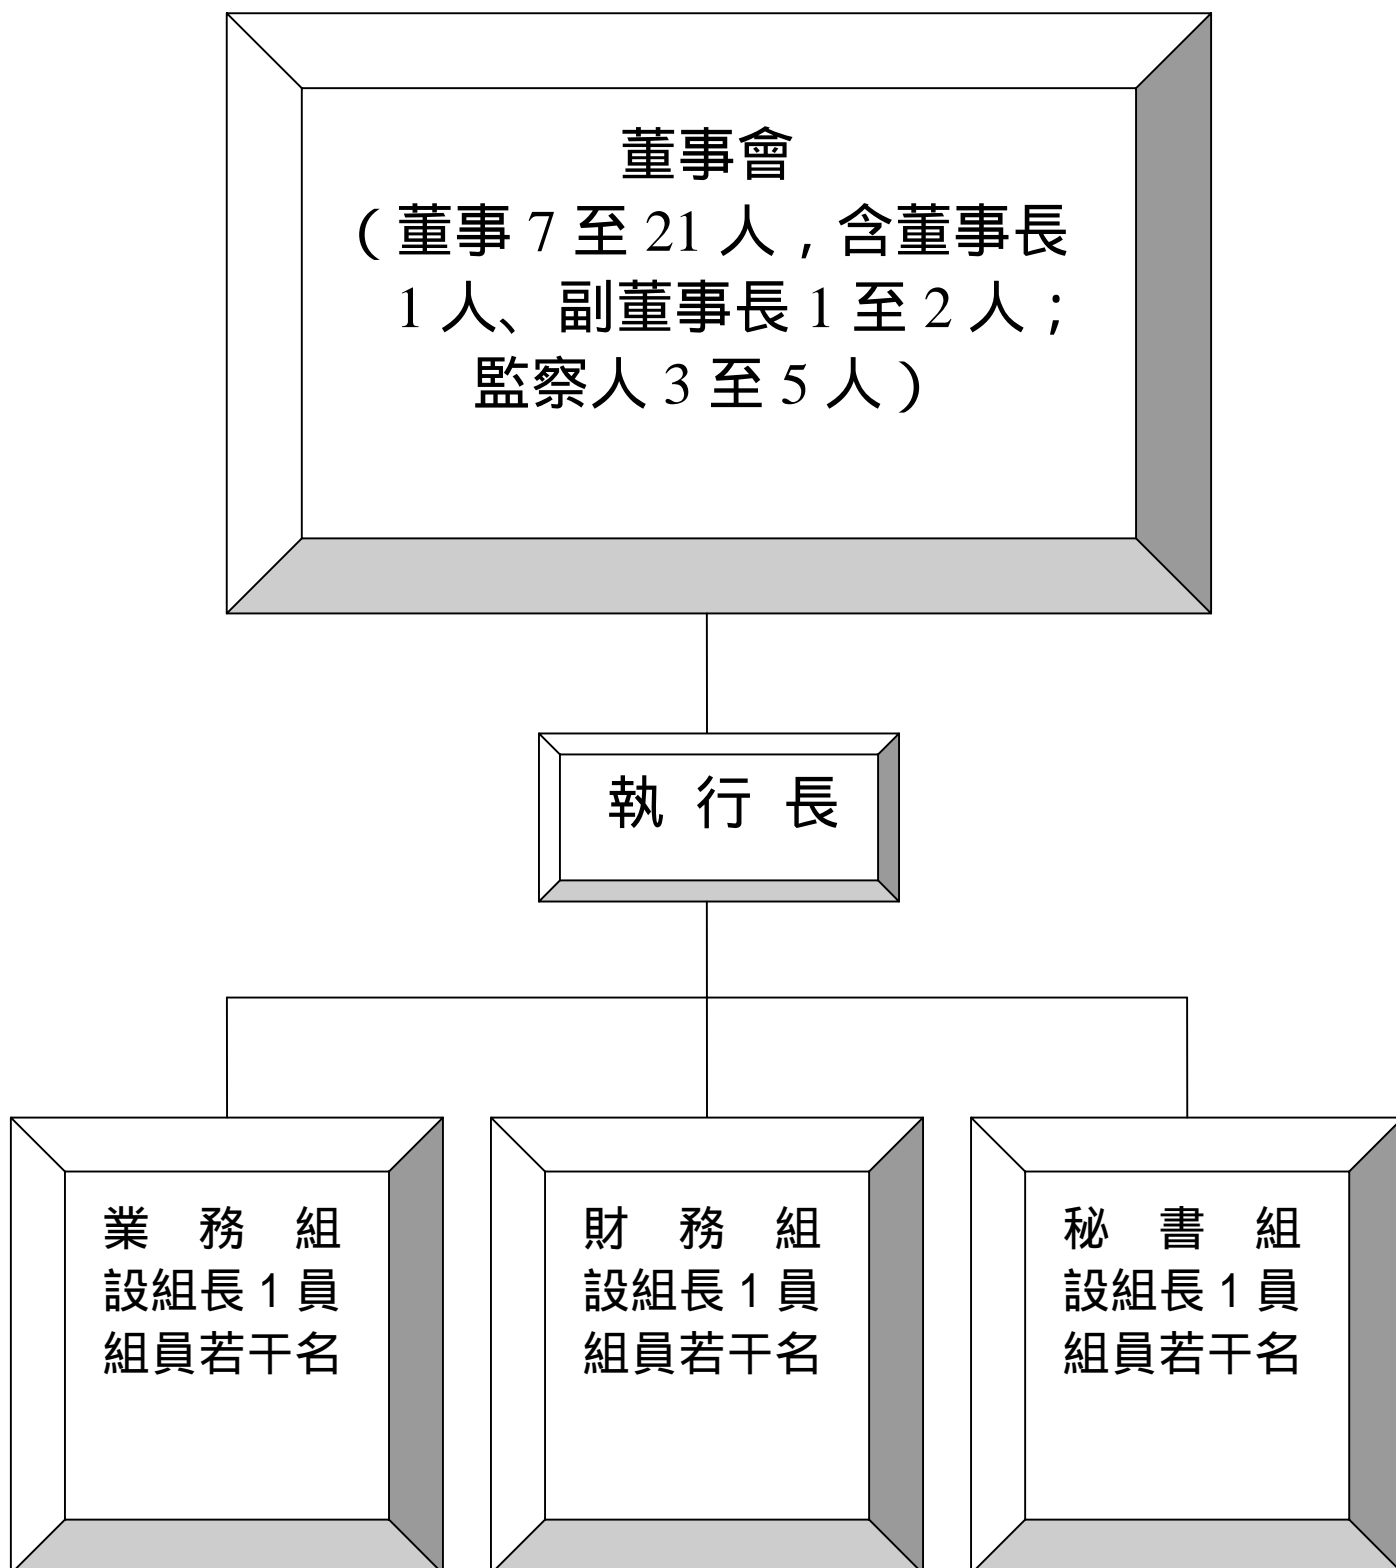 董事會
（董事 7 至 21 人，含董事長
1 人、副董事長 1 至 2 人；
監察人 3 至 5 人）
執 行 長
業 務 組
設組長 1 員
組員若干名
財 務 組
設組長 1 員
組員若干名
秘 書 組
設組長 1 員
組員若干名